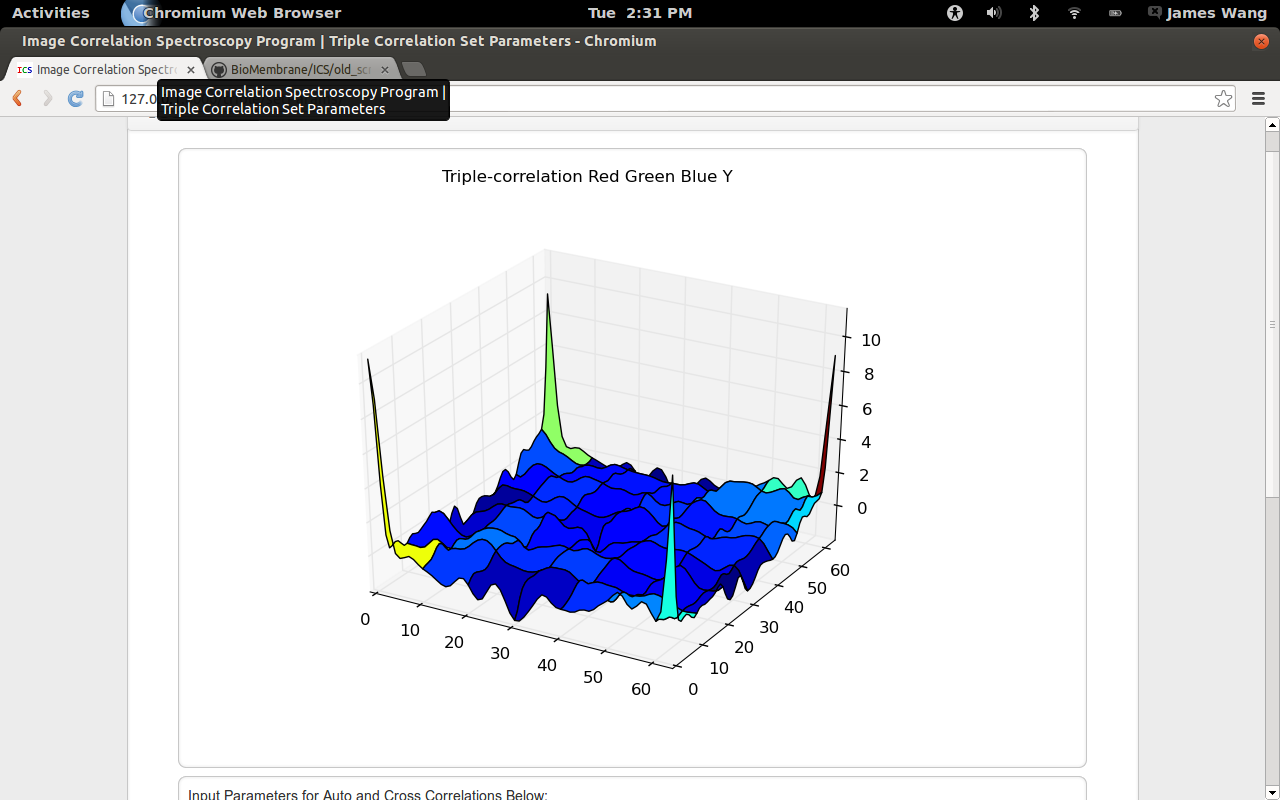 Activities Chromium Web Browser Tue 2:31 PM James Wang
Image Correlation Spectroscopy Program | Triple Correlation Set Parameters - Chromium
ICS Image Correlation Spectr BioMembrane/ICS/old_sc
127.0
Image Correlation Spectroscopy Program |
Triple Correlation Set Parameters
Triple-correlation Red Green Blue Y
10
8
6
4
2
0
0 10 20 30 40 50 60
0 10 20 30 40 50 60
Input Parameters for Auto and Cross Correlations Below: